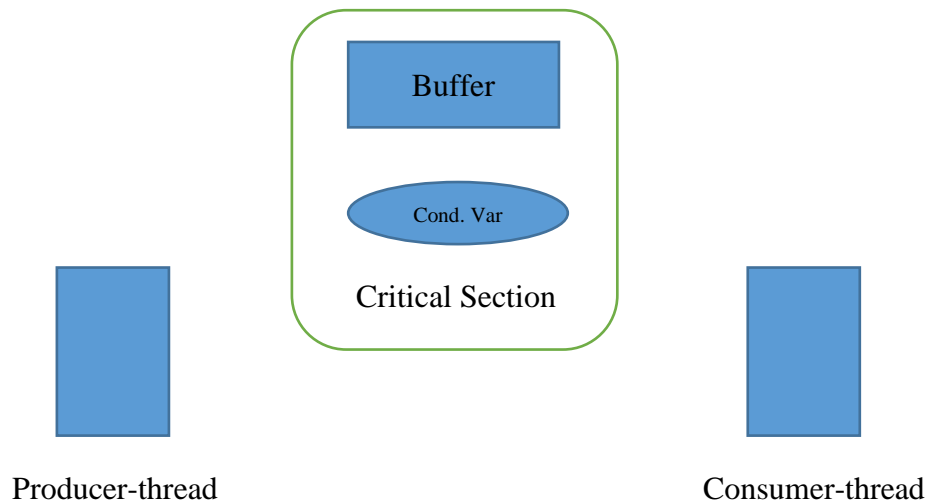 Buffer
Cond. Var
Critical Section
Producer-thread
Consumer-thread